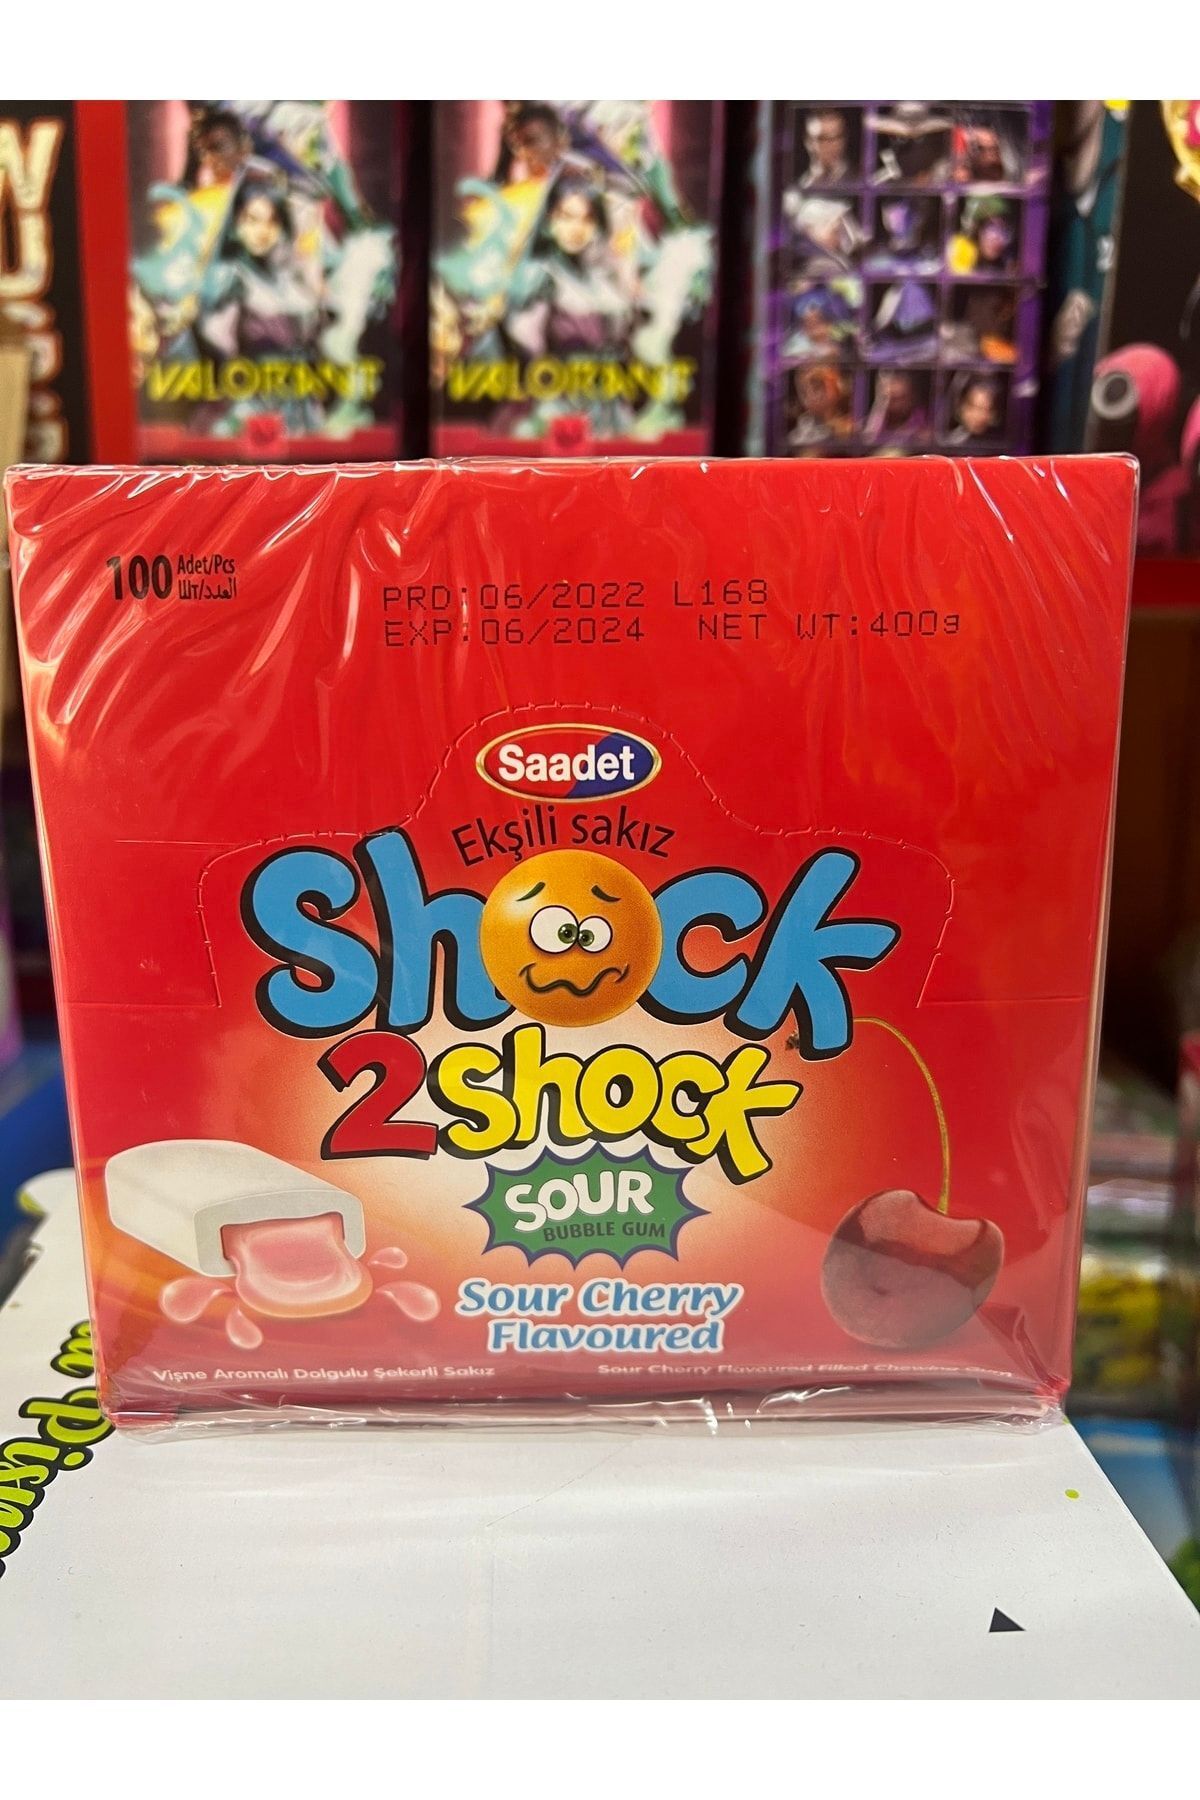 VALORANT
VALORANT
100 Adet/Pcs
Шт/العدد
PRD:06/2022 L168
EXP:06/2024 NET WT:400g
Saadet
Ekşili sakız
Shock
2shock
SOUR
BUBBLE GUM
Sour Cherry
Flavoured
Vişne Aromalı Dolgulu Şekerli Sakız
Sour Cherry Flavoured Filled Chewing Gum